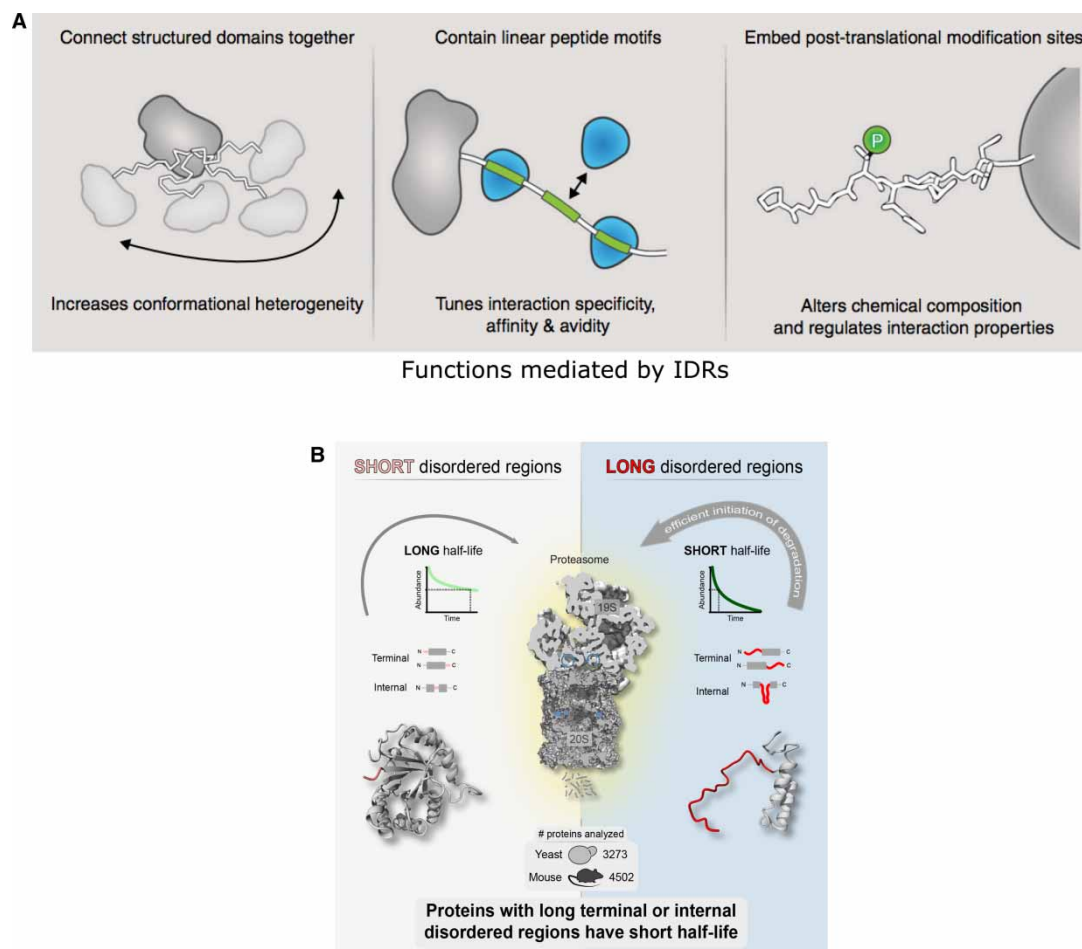 A
Connect structured domains together
Contain linear peptide motifs
Embed post-translational modification sites
P
Increases conformational heterogeneity
Tunes interaction specificity,
affinity & avidity
Alters chemical composition
and regulates interaction properties
Functions mediated by IDRs
B
SHORT disordered regions
LONG disordered regions
efficient initiation of degradation
LONG half-life
Abundance
Time
Proteasome
19S
20S
SHORT half-life
Abundance
Time
Terminal
N C
N C
Internal
N C
Terminal
N C
N C
Internal
N C
# proteins analyzed
Yeast 3273
Mouse 4502
Proteins with long terminal or internal
disordered regions have short half-life